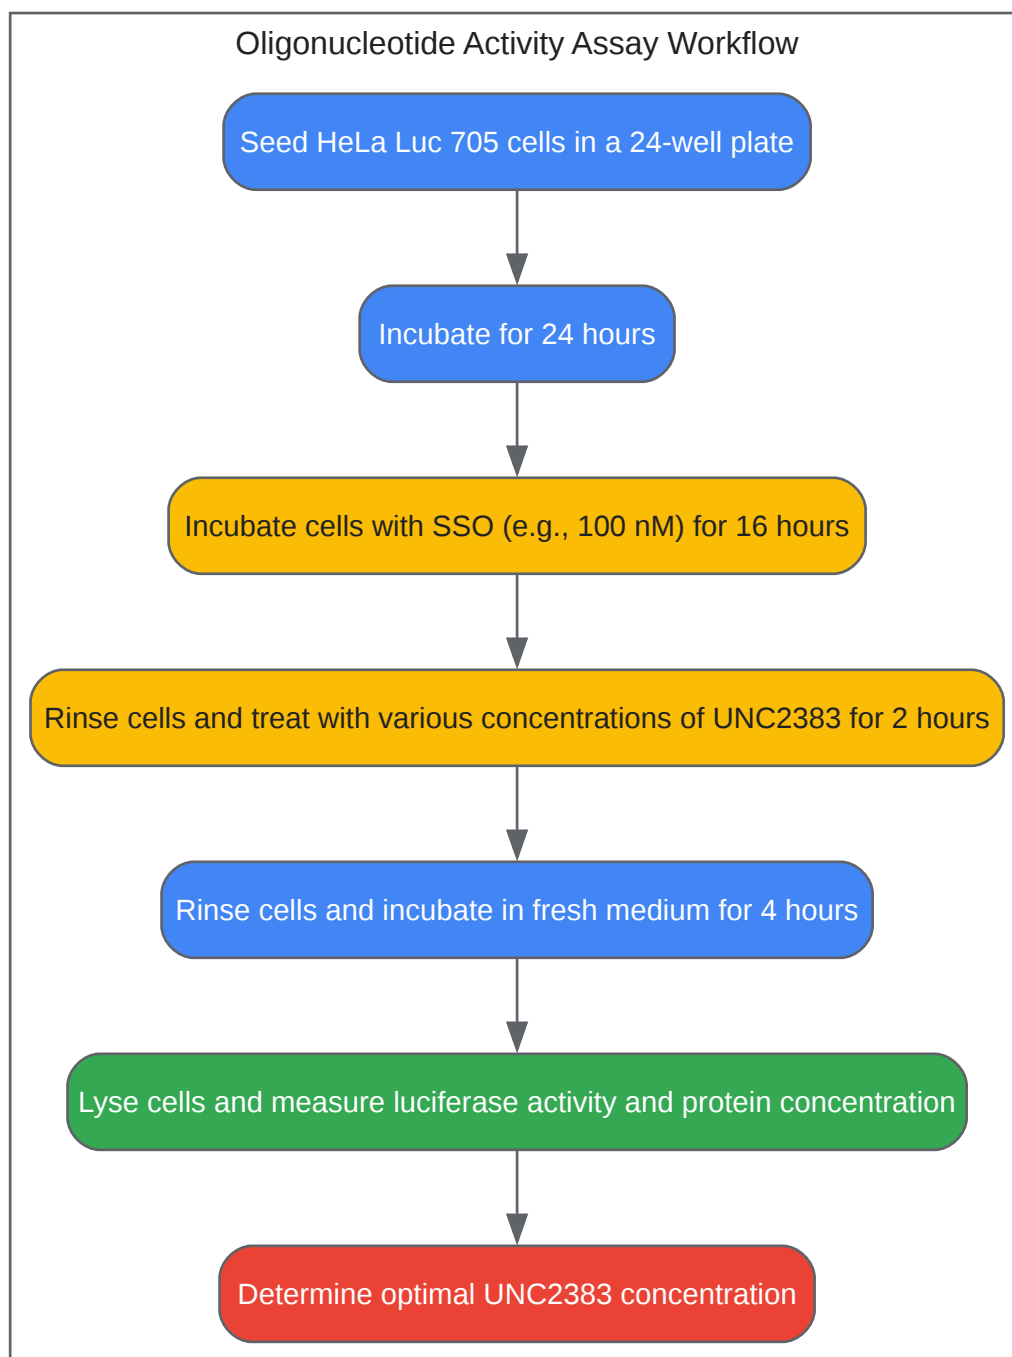 Oligonucleotide Activity Assay Workflow
Seed HeLa Luc 705 cells in a 24-well plate
Incubate for 24 hours
Incubate cells with SSO (e.g., 100 nM) for 16 hours
Rinse cells and treat with various concentrations of UNC2383 for 2 hours
Rinse cells and incubate in fresh medium for 4 hours
Lyse cells and measure luciferase activity and protein concentration
Determine optimal UNC2383 concentration